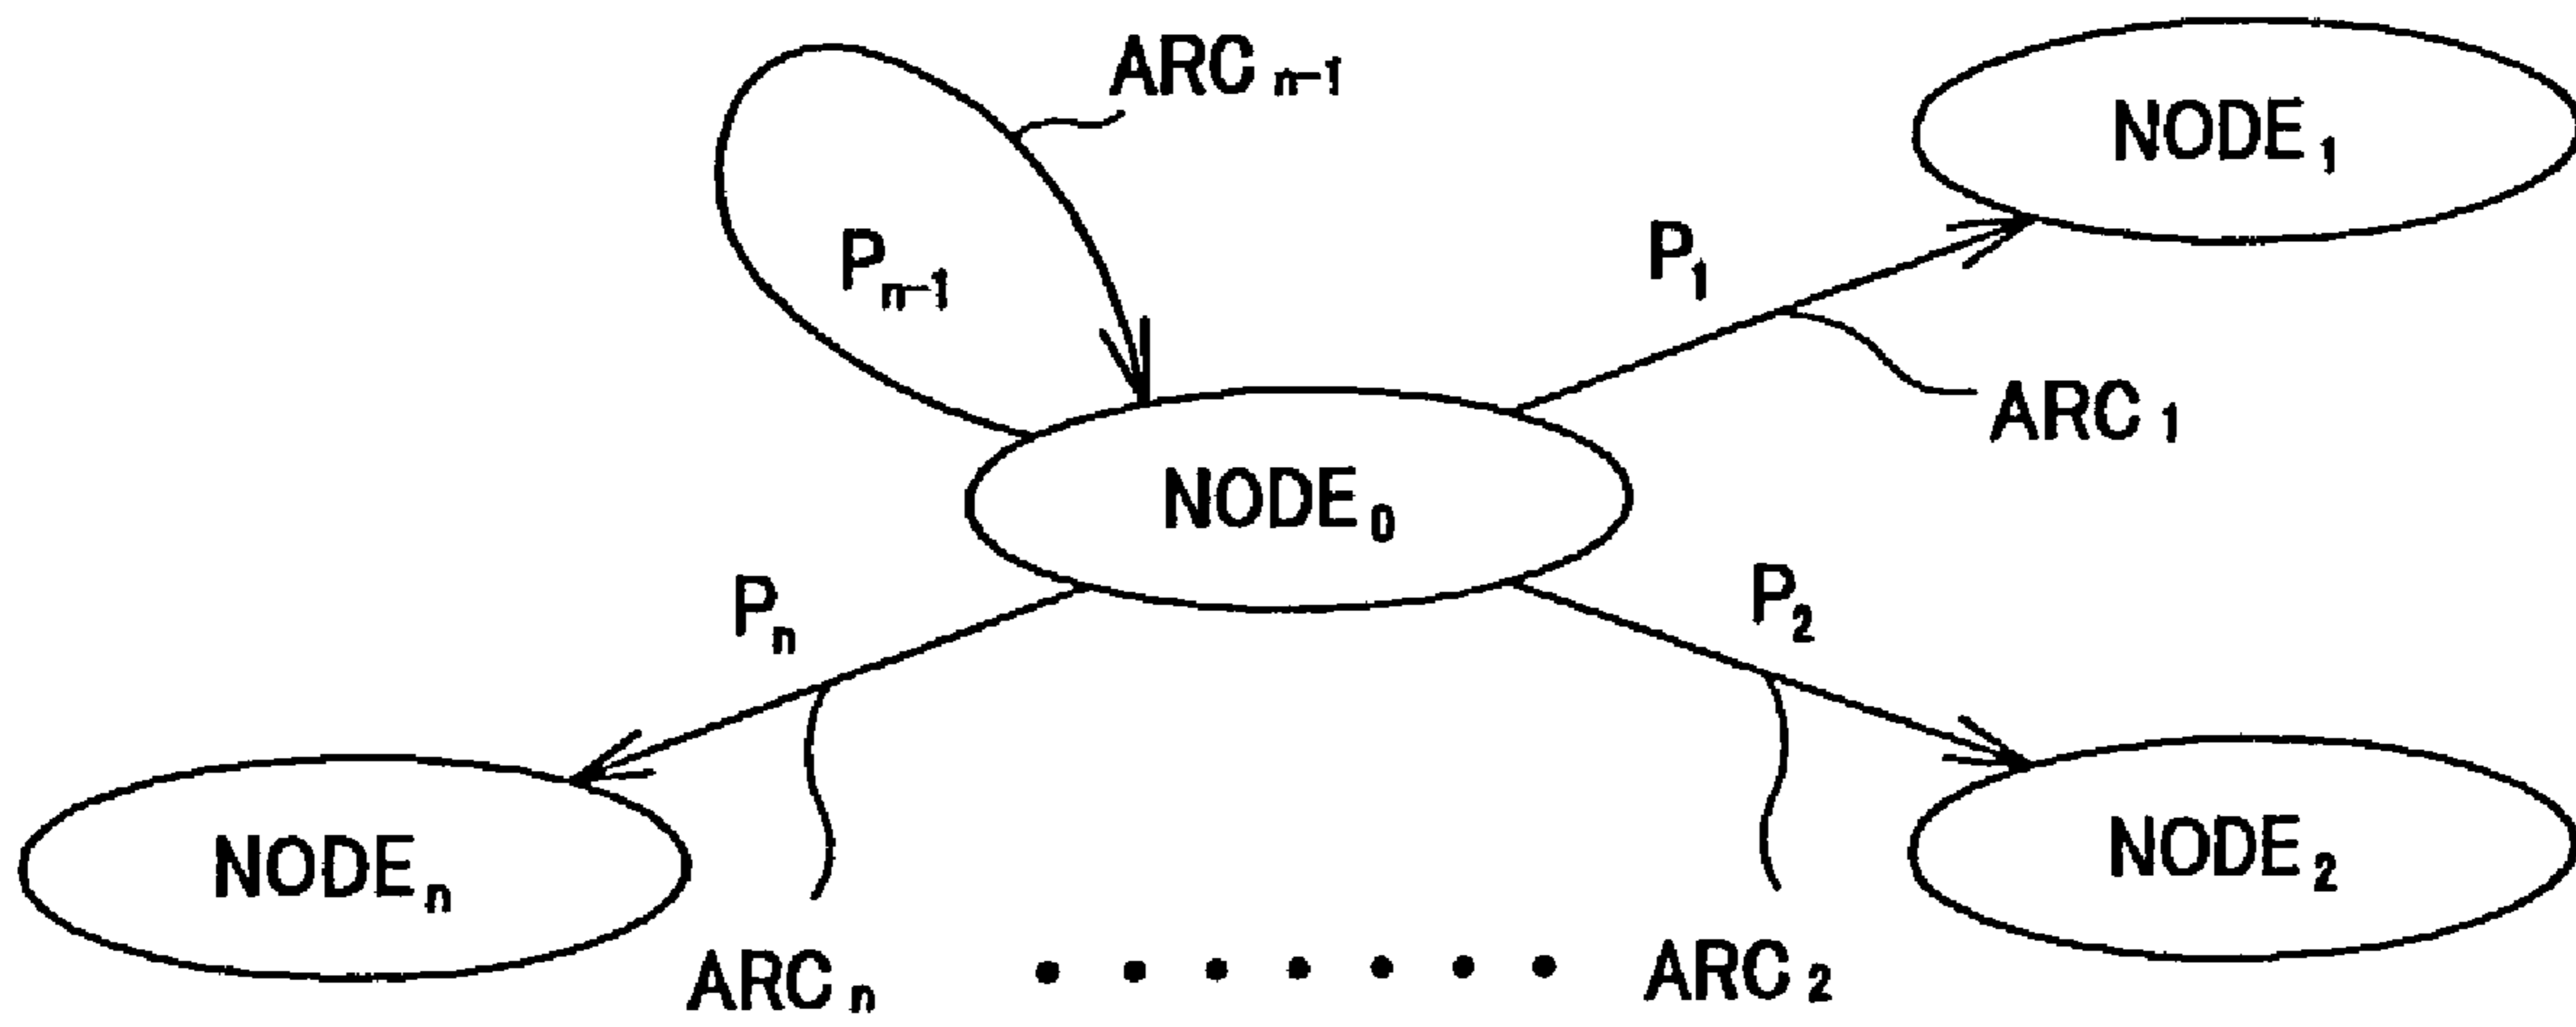 ARC n-1
NODE 1
P n-1
P 1
ARC 1
NODE 0
P n
P 2
NODE n
NODE 2
ARC n • • • • • • • ARC 2